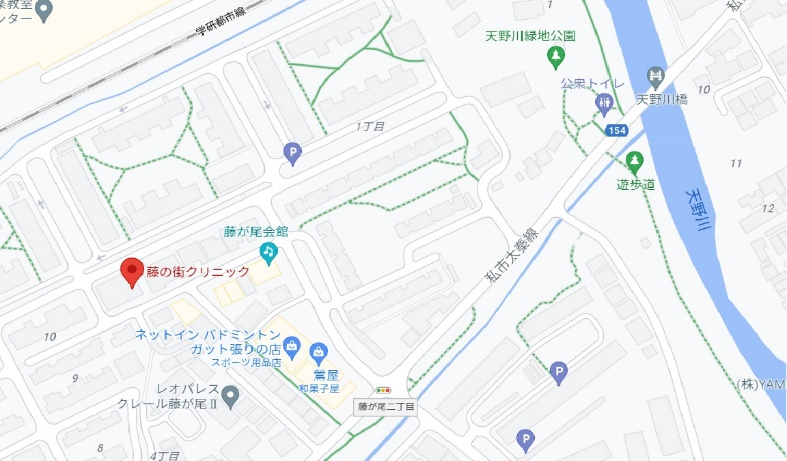 ンター
学研都市線
1
私
天野川緑地公園
公衆トイレ
天野川橋
10
154
1丁目
P
11
遊歩道
天野川
12
藤が尾会館
私市太秦線
藤の街クリニック
10
ネットイン バドミントン
ガット張りの店
スポーツ用品店
9
鴬屋
和菓子屋
P
レオパレス
クレール藤が尾Ⅱ
藤が尾二丁目
(株)YAM
8
4丁目
P